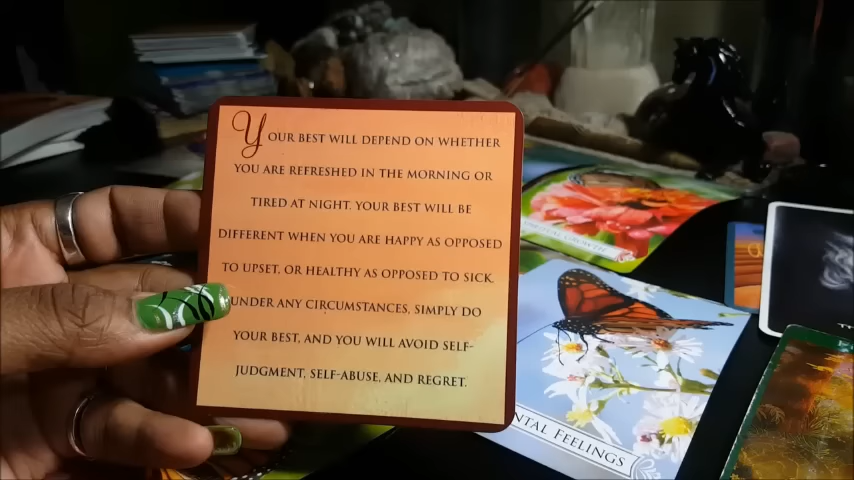 YOUR BEST WILL DEPEND ON WHETHER
YOU ARE REFRESHED IN THE MORNING OR
TIRED AT NIGHT. YOUR BEST WILL BE
DIFFERENT WHEN YOU ARE HAPPY AS OPPOSED
TO UPSET, OR HEALTHY AS OPPOSED TO SICK.
UNDER ANY CIRCUMSTANCES, SIMPLY DO
YOUR BEST, AND YOU WILL AVOID SELF-
JUDGMENT, SELF-ABUSE, AND REGRET.
GROWTH
FEELINGS